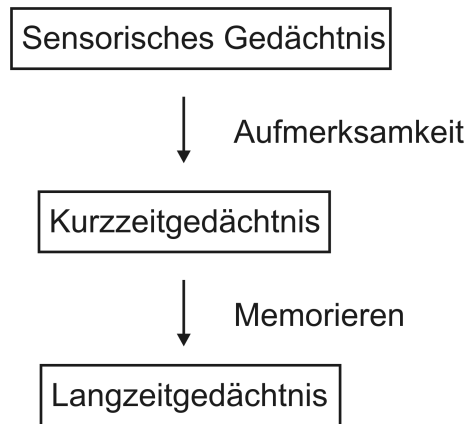 Sensorisches Gedächtnis
Aufmerksamkeit
Kurzzeitgedächtnis
Memorieren
Langzeitgedächtnis